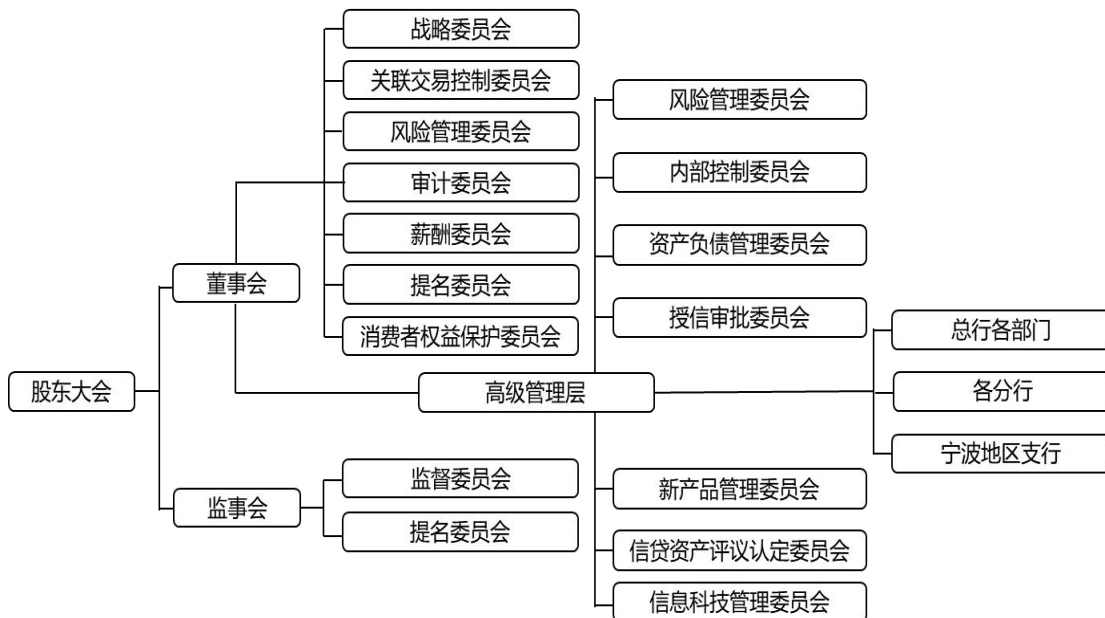 战略委员会
关联交易控制委员会
风险管理委员会
审计委员会
薪酬委员会
提名委员会
消费者权益保护委员会
风险管理委员会
内部控制委员会
资产负债管理委员会
授信审批委员会
董事会
股东大会
高级管理层
总行各部门
各分行
宁波地区支行
监事会
监督委员会
提名委员会
新产品管理委员会
信贷资产评议认定委员会
信息科技管理委员会